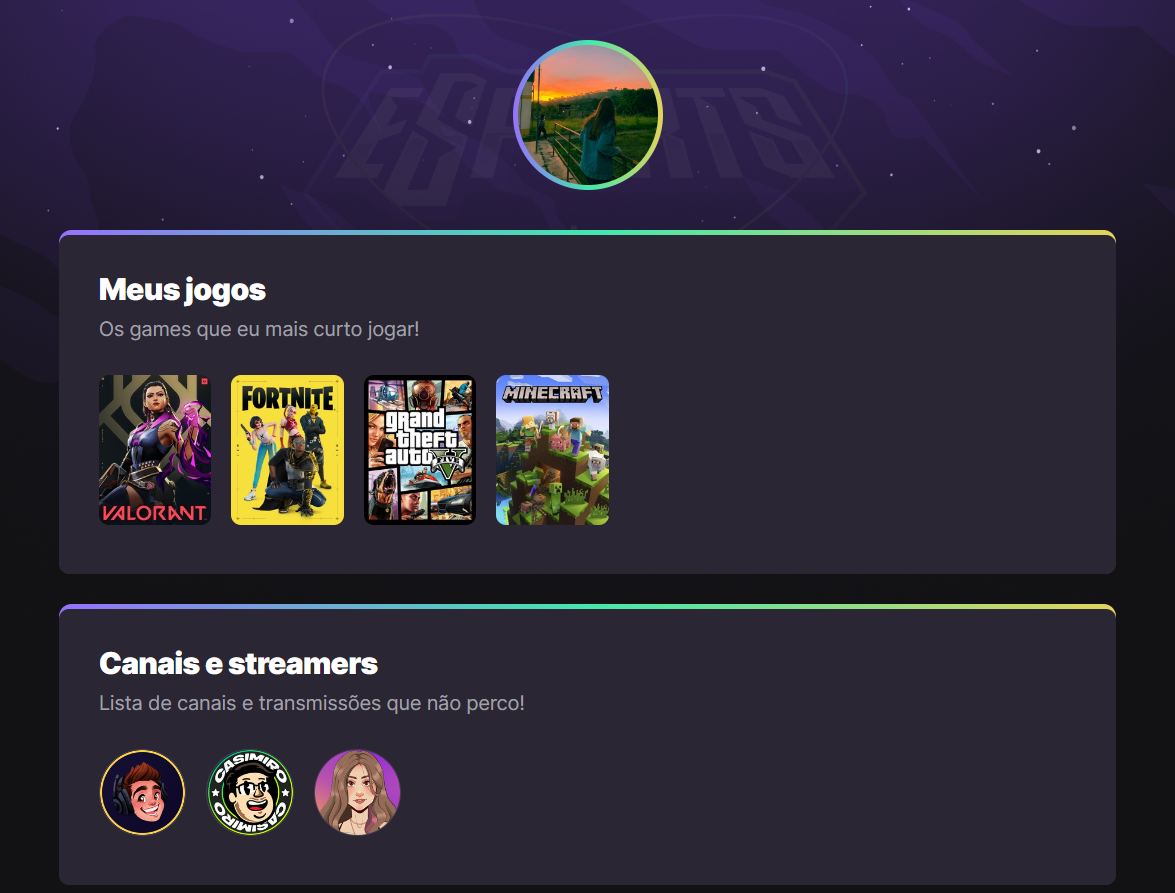 ESPORTS
Meus jogos
Os games que eu mais curto jogar!
VALORANT
FORTNITE
grand
theft
auto
FIVE
MINECRAFT
Canais e streamers
Lista de canais e transmissões que não perco!
CASIMIRO
CASIMIRO